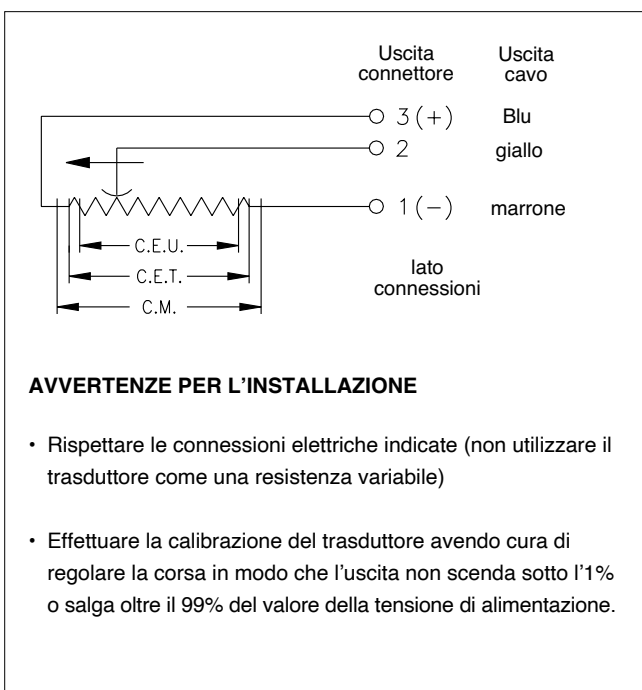 Uscita Uscita
connettore cavo
3 (+) Blu
2 giallo
1 (−) marrone
C.E.U.
C.E.T.
C.M.
lato
connessioni
AVVERTENZE PER L'INSTALLAZIONE
• Rispettare le connessioni elettriche indicate (non utilizzare il
trasduttore come una resistenza variabile)
• Effettuare la calibrazione del trasduttore avendo cura di
regolare la corsa in modo che l'uscita non scenda sotto l'1%
o salga oltre il 99% del valore della tensione di alimentazione.